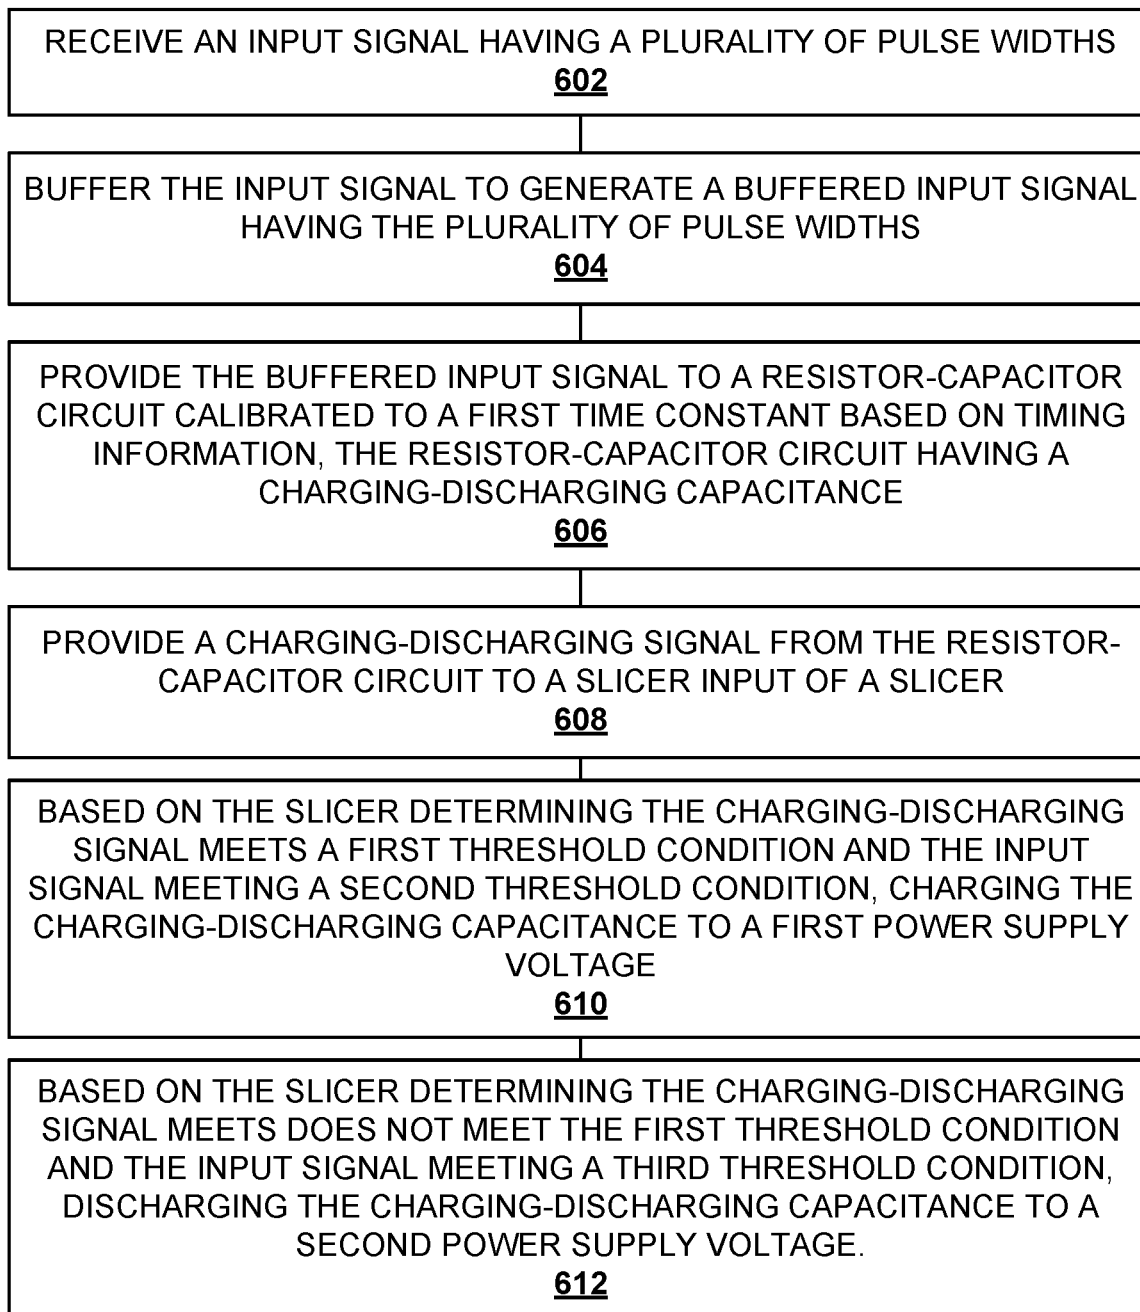 RECEIVE AN INPUT SIGNAL HAVING A PLURALITY OF PULSE WIDTHS
602
BUFFER THE INPUT SIGNAL TO GENERATE A BUFFERED INPUT SIGNAL
HAVING THE PLURALITY OF PULSE WIDTHS
604
PROVIDE THE BUFFERED INPUT SIGNAL TO A RESISTOR-CAPACITOR
CIRCUIT CALIBRATED TO A FIRST TIME CONSTANT BASED ON TIMING
INFORMATION, THE RESISTOR-CAPACITOR CIRCUIT HAVING A
CHARGING-DISCHARGING CAPACITANCE
606
PROVIDE A CHARGING-DISCHARGING SIGNAL FROM THE RESISTOR-
CAPACITOR CIRCUIT TO A SLICER INPUT OF A SLICER
608
BASED ON THE SLICER DETERMINING THE CHARGING-DISCHARGING
SIGNAL MEETS A FIRST THRESHOLD CONDITION AND THE INPUT
SIGNAL MEETING A SECOND THRESHOLD CONDITION, CHARGING THE
CHARGING-DISCHARGING CAPACITANCE TO A FIRST POWER SUPPLY
VOLTAGE
610
BASED ON THE SLICER DETERMINING THE CHARGING-DISCHARGING
SIGNAL MEETS DOES NOT MEET THE FIRST THRESHOLD CONDITION
AND THE INPUT SIGNAL MEETING A THIRD THRESHOLD CONDITION,
DISCHARGING THE CHARGING-DISCHARGING CAPACITANCE TO A
SECOND POWER SUPPLY VOLTAGE.
612